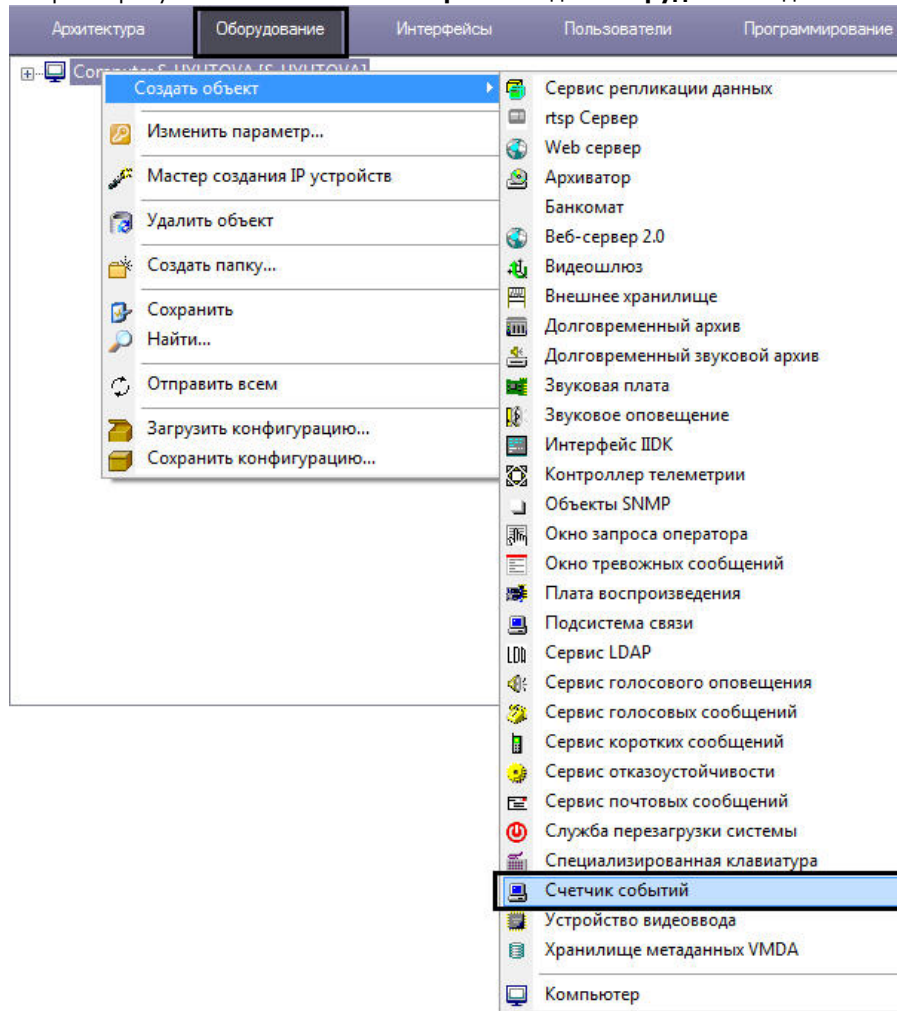 Архитектура Оборудование Интерфейсы Пользователи Программирование
Создать объект
Изменить параметр...
Мастер создания IP устройств
Удалить объект
Создать папку...
Сохранить
Найти...
Отправить всем
Загрузить конфигурацию...
Сохранить конфигурацию...
Сервис репликации данных
rtsp Сервер
Web сервер
Архиватор
Банкомат
Веб-сервер 2.0
Видеошлюз
Внешнее хранилище
Долговременный архив
Долговременный звуковой архив
Звуковая плата
Звуковое оповещение
Интерфейс IIDK
Контроллер телеметрии
Объекты SNMP
Окно запроса оператора
Окно тревожных сообщений
Плата воспроизведения
Подсистема связи
Сервис LDAP
Сервис голосового оповещения
Сервис голосовых сообщений
Сервис коротких сообщений
Сервис отказоустойчивости
Сервис почтовых сообщений
Служба перезагрузки системы
Специализированная клавиатура
Счетчик событий
Устройство видеоввода
Хранилище метаданных VMDA
Компьютер